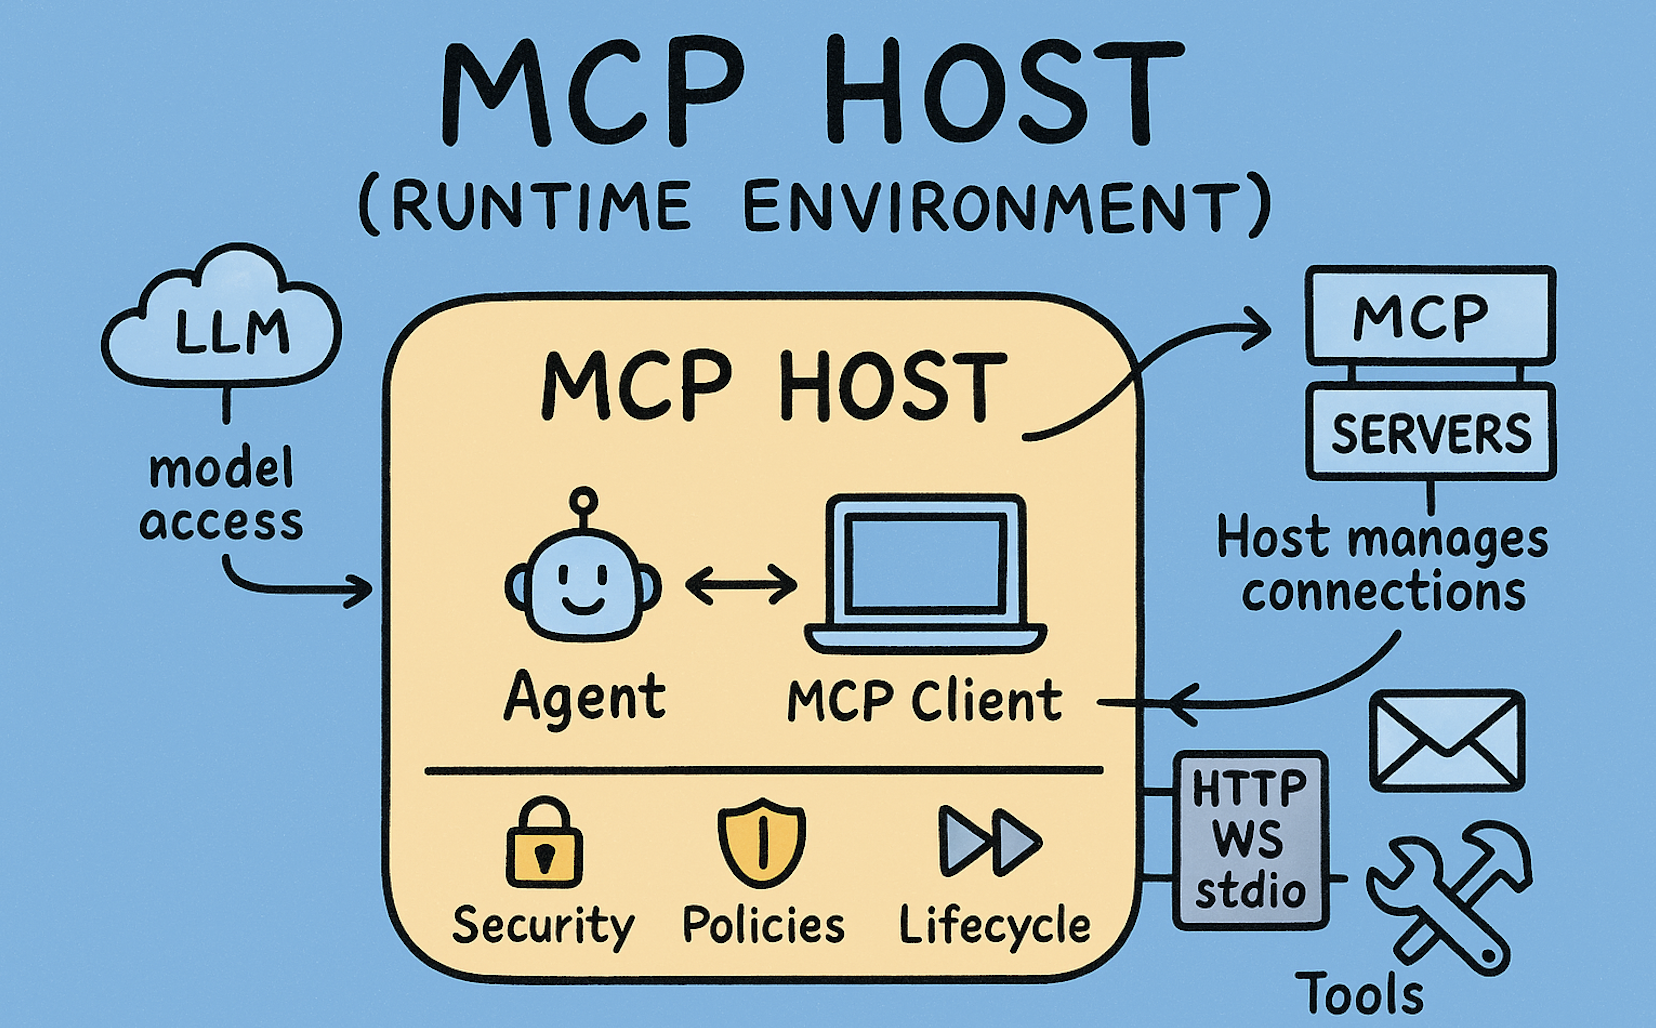 MCP HOST
(RUNTIME ENVIRONMENT)
LLM
model
access
MCP HOST
Agent
MCP Client
Security
Policies
Lifecycle
MCP
SERVERS
Host manages
connections
HTTP
WS
stdio
Tools